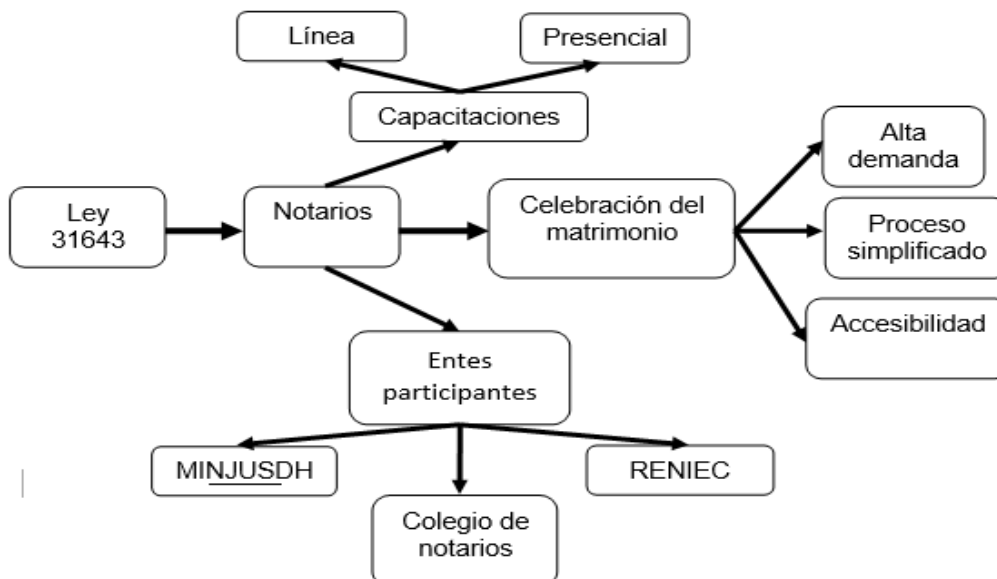 Línea
Presencial
Capacitaciones
Alta
demanda
Ley
31643
Notarios
Celebración del
matrimonio
Proceso
simplificado
Accesibilidad
Entes
participantes
MINJUSDH
RENIEC
Colegio de
notarios